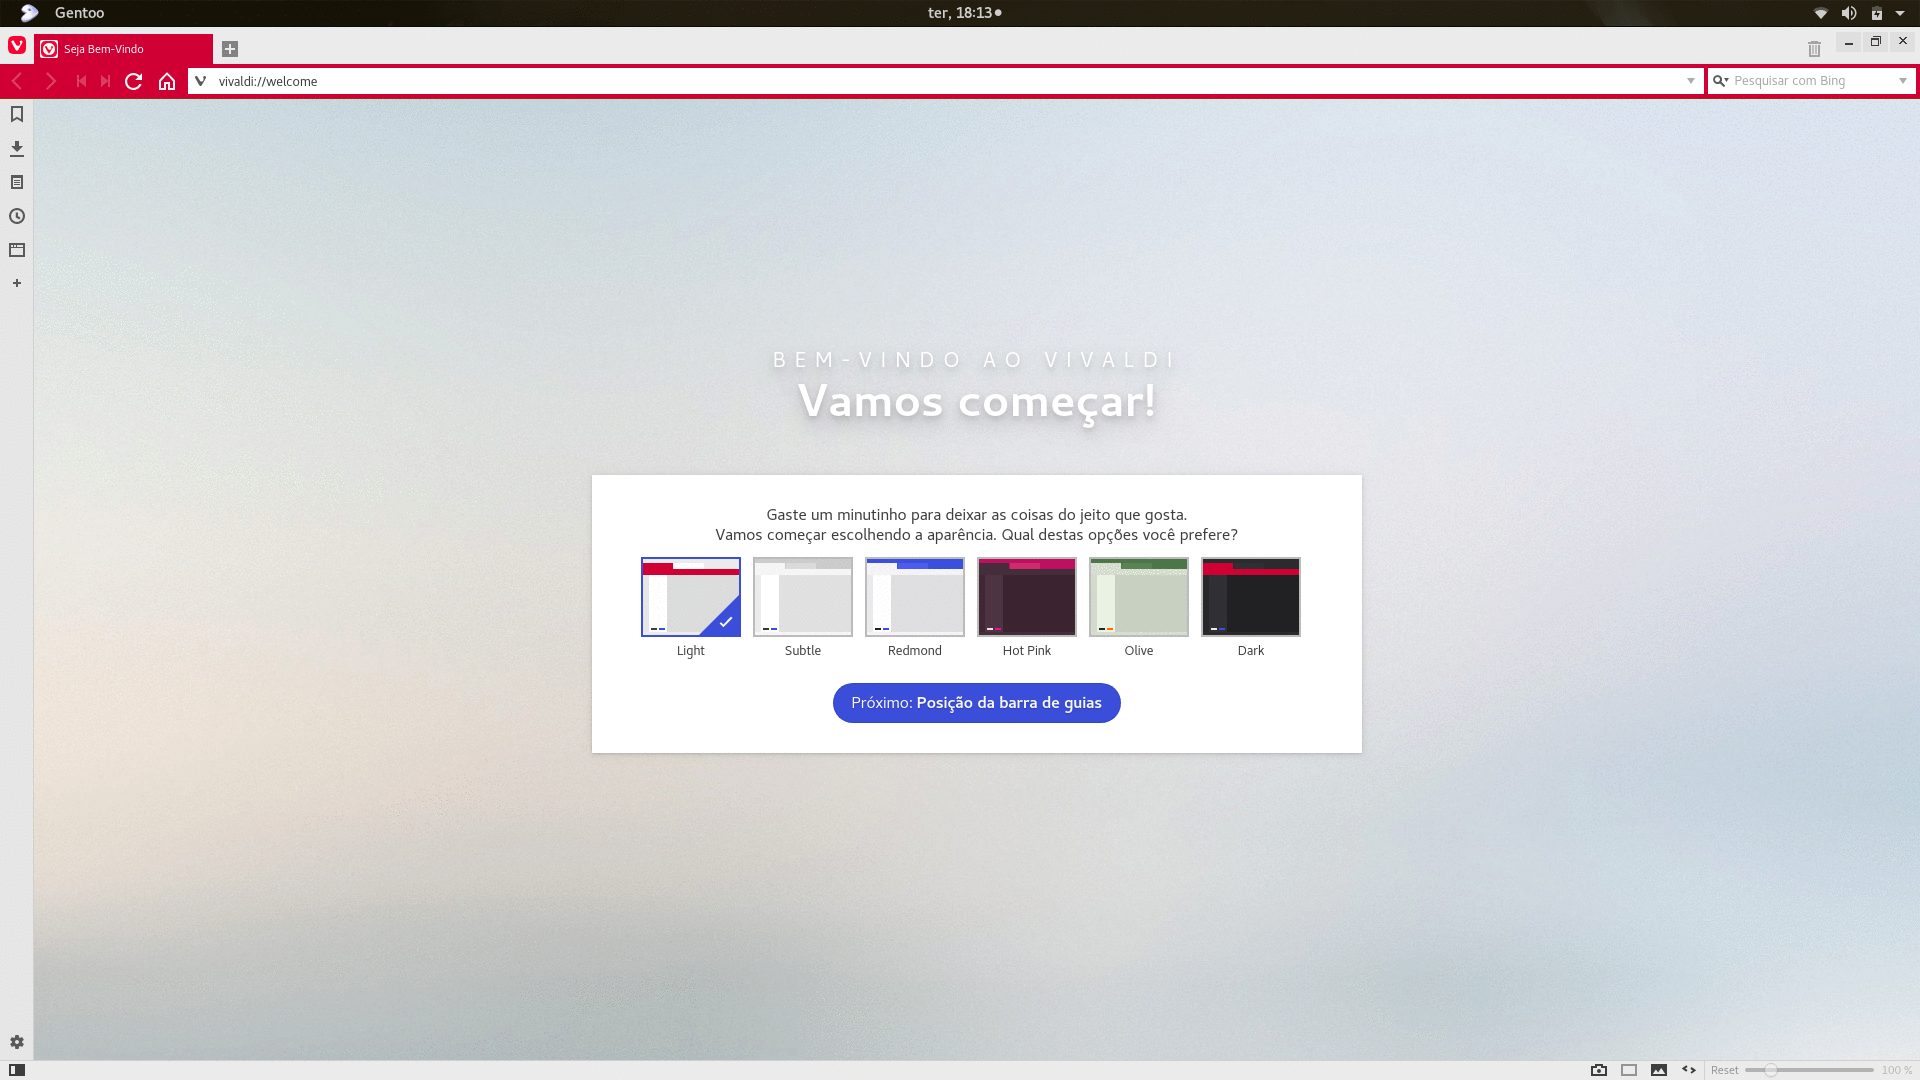 Gentoo
ter, 18:13
Seja Bem-Vindo
vivaldi://welcome
Pesquisar com Bing
BEM-VINDO AO VIVALDI
Vamos começar!
Gaste um minutinho para deixar as coisas do jeito que gosta.
Vamos começar escolhendo a aparência. Qual destas opções você prefere?
Light Subtle Redmond Hot Pink Olive Dark
Próximo: Posição da barra de guias
Reset 100 %